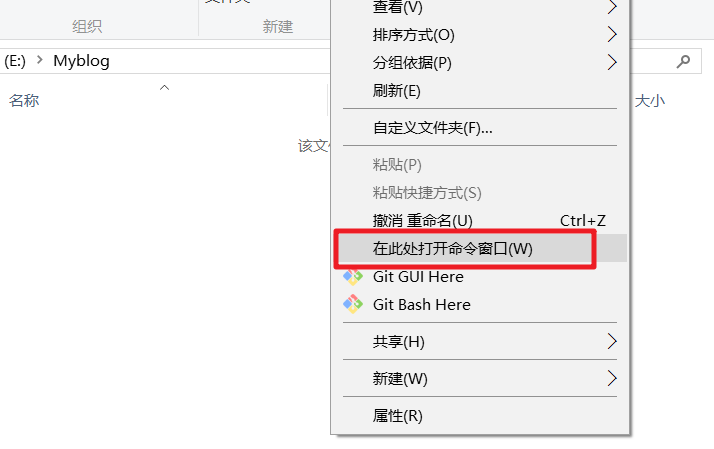 组织
新建
(E:) > Myblog
名称
大小
查看(V)
排序方式(O)
分组依据(P)
刷新(E)
自定义文件夹(F)...
粘贴(P)
粘贴快捷方式(S)
撤消 重命名(U) Ctrl+Z
在此处打开命令窗口(W)
Git GUI Here
Git Bash Here
共享(H)
新建(W)
属性(R)